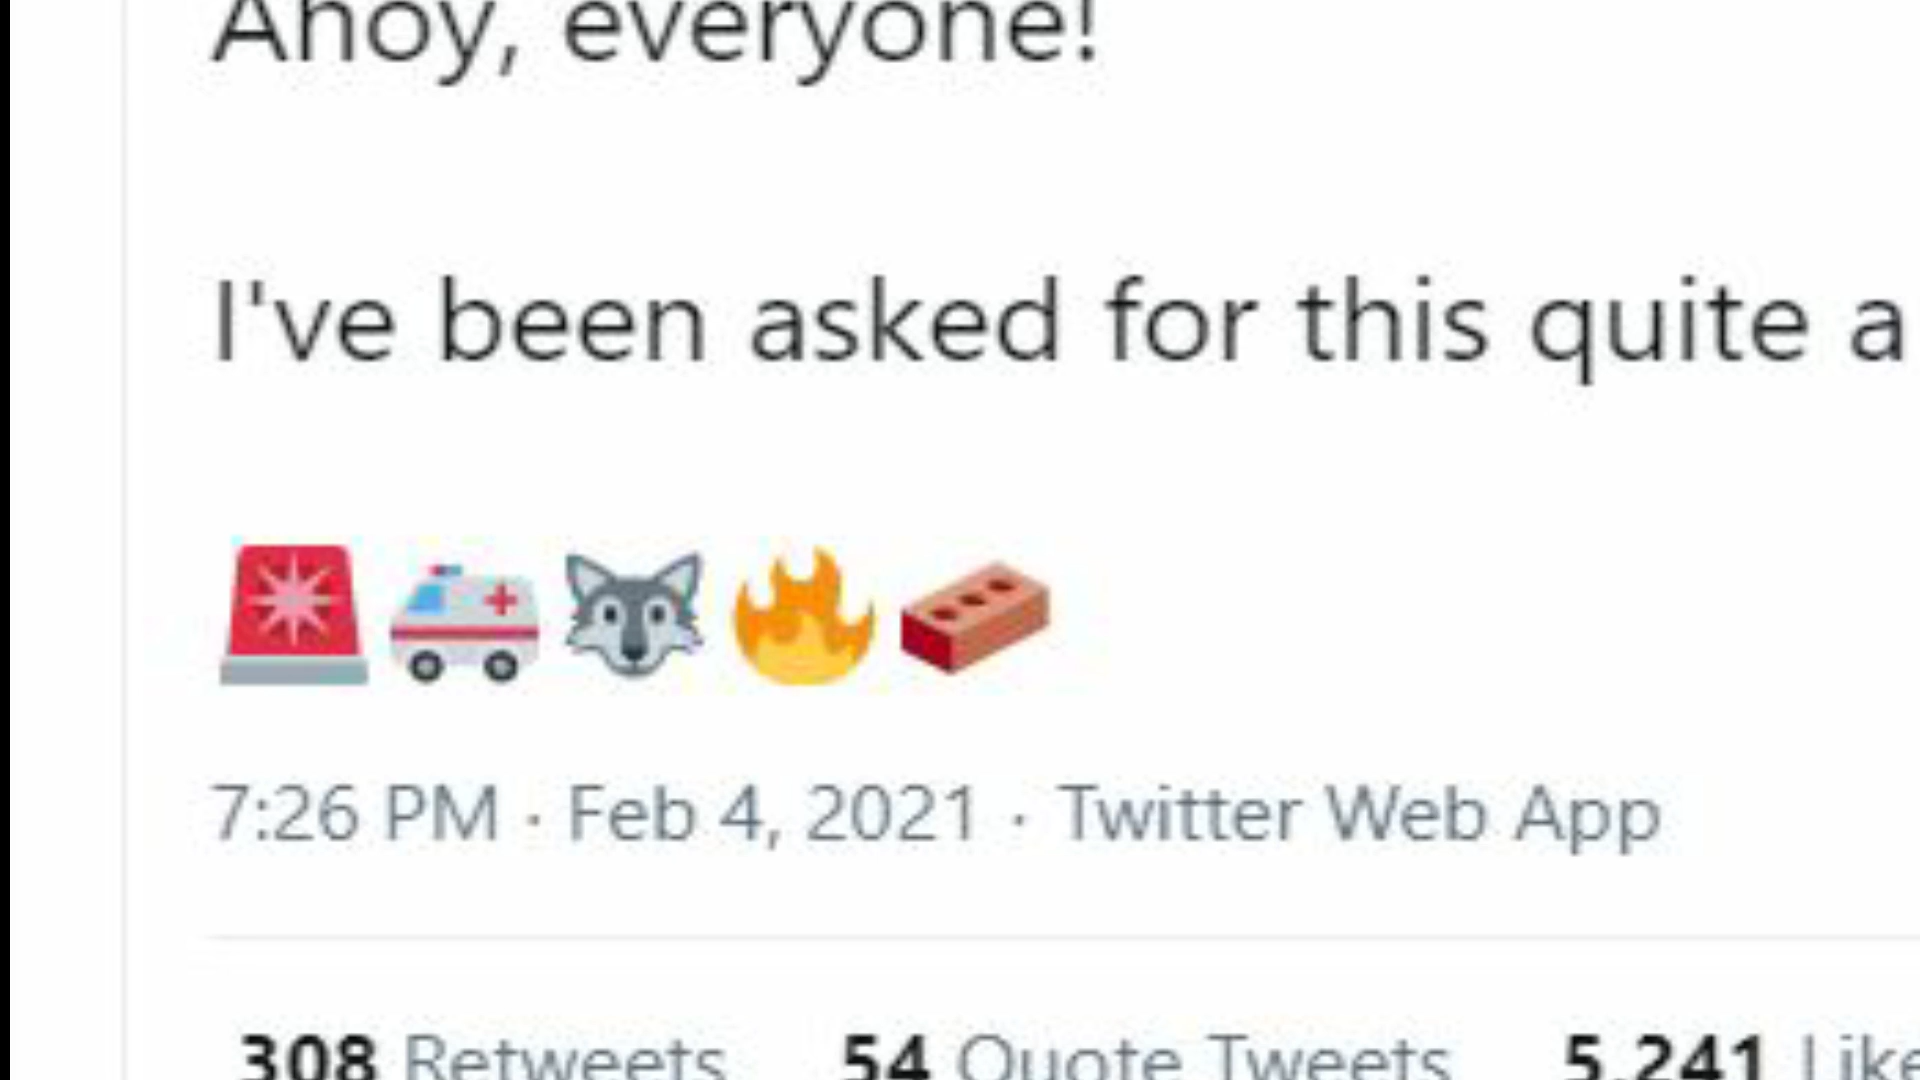 Ahoy, everyone!
I've been asked for this quite a
🚨🚑🐺🔥🧱
7:26 PM · Feb 4, 2021 · Twitter Web App
308 Retweets 54 Quote Tweets 5,241 Like